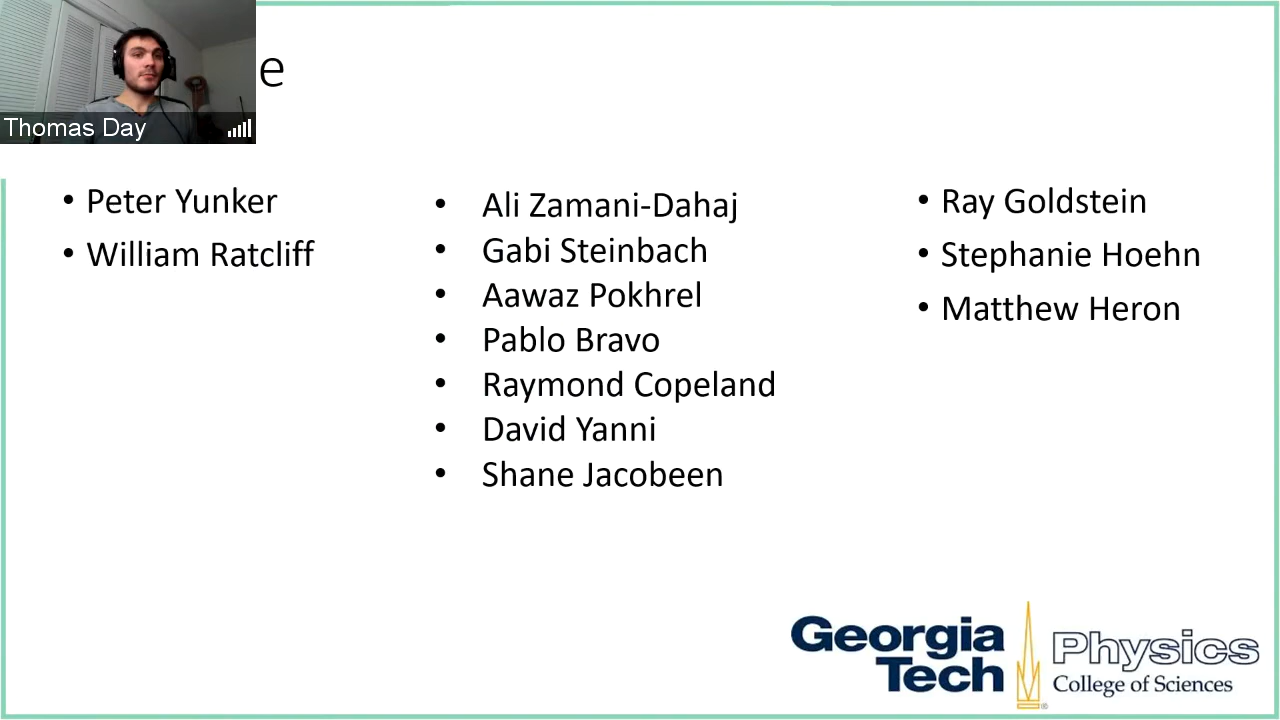 e
Thomas Day
• Peter Yunker
• William Ratcliff
• Ali Zamani-Dahaj
• Gabi Steinbach
• Aawaz Pokhrel
• Pablo Bravo
• Raymond Copeland
• David Yanni
• Shane Jacobeen
• Ray Goldstein
• Stephanie Hoehn
• Matthew Heron
Georgia
Tech
Physics
College of Sciences
®